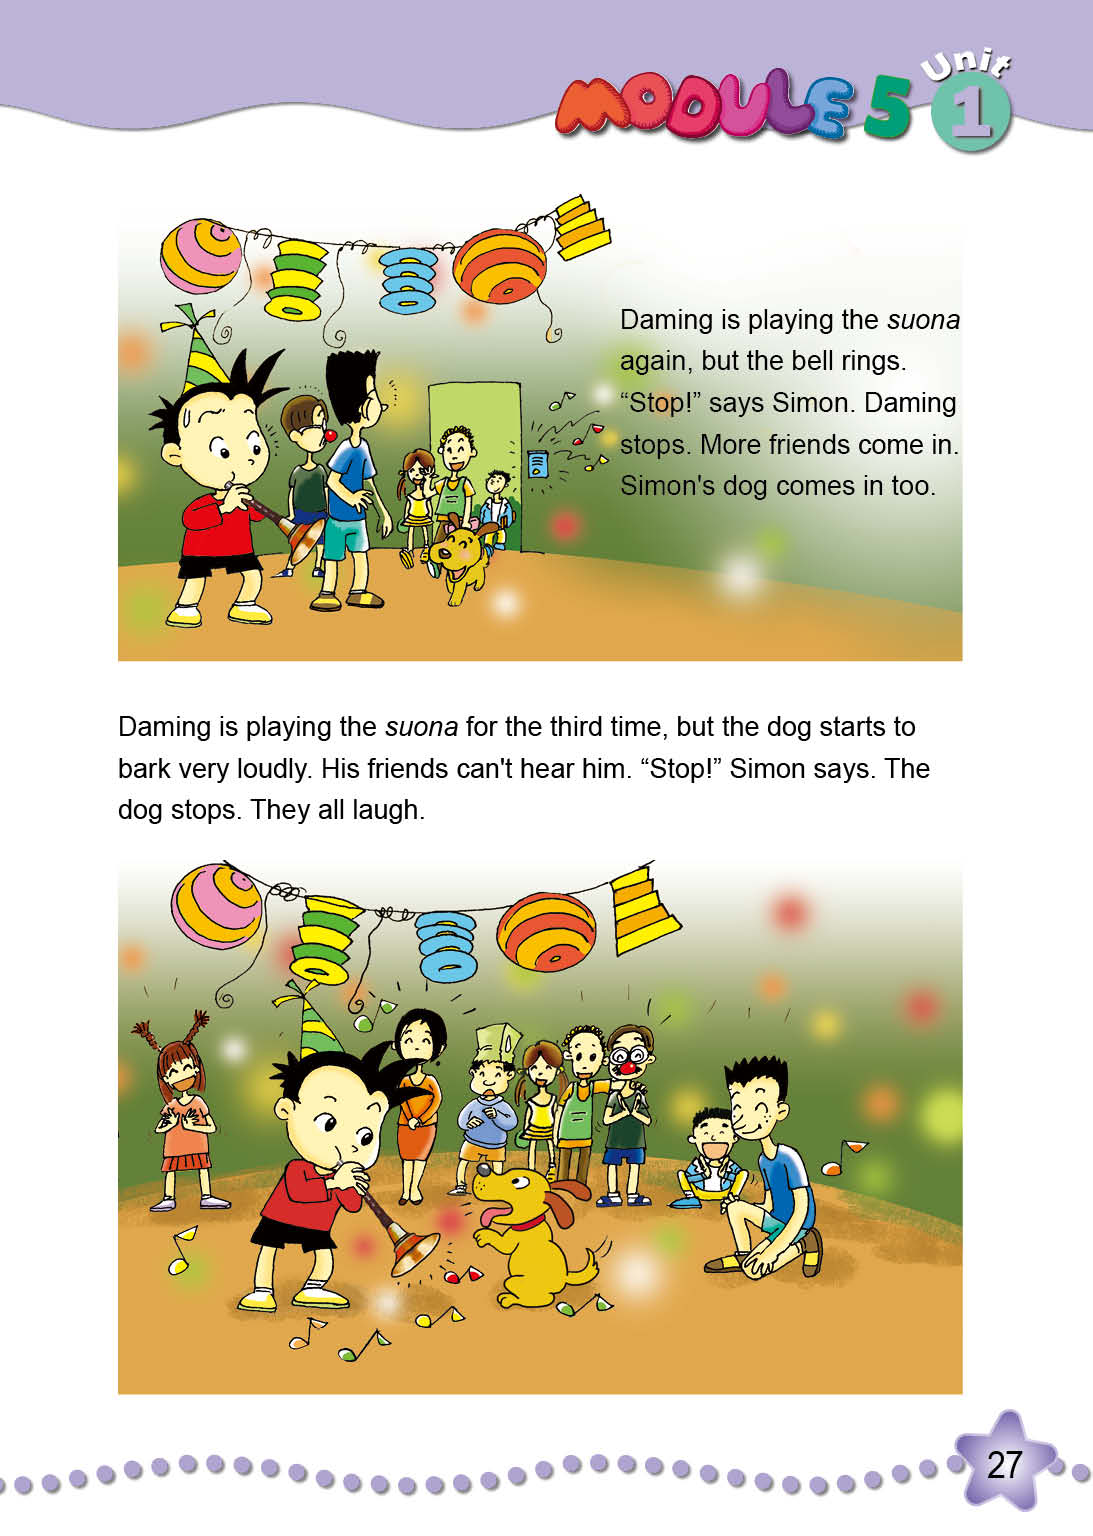 MODULE 5 Unit 1
Daming is playing the suona
again, but the bell rings.
“Stop!” says Simon. Daming
stops. More friends come in.
Simon's dog comes in too.
Daming is playing the suona for the third time, but the dog starts to
bark very loudly. His friends can't hear him. “Stop!” Simon says. The
dog stops. They all laugh.
27